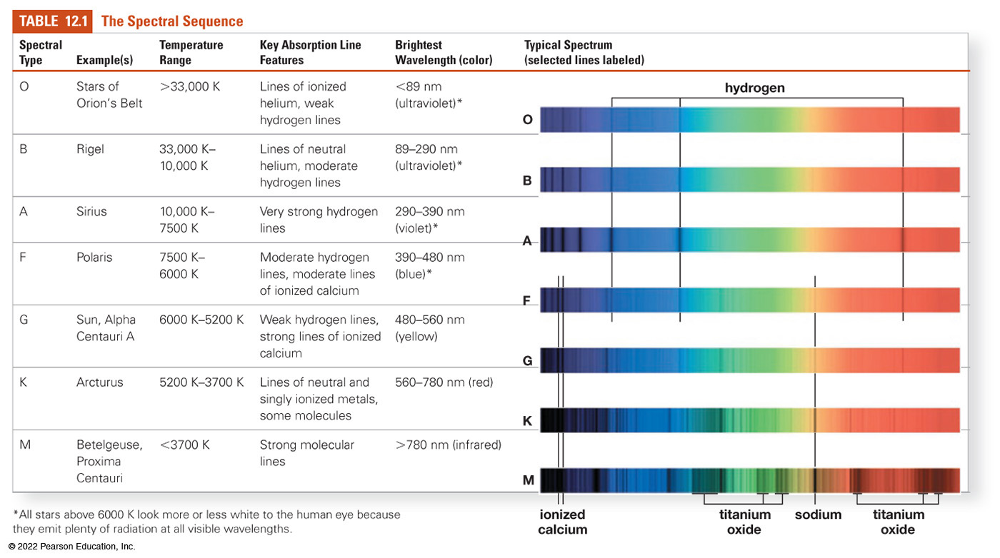 TABLE 12.1 The Spectral Sequence
Spectral Type Example(s) Temperature Range Key Absorption Line Features Brightest Wavelength (color) Typical Spectrum (selected lines labeled)
O
Stars of
Orion's Belt
>33,000 K
Lines of ionized
helium, weak
hydrogen lines
<89 nm
(ultraviolet)*
B
Rigel
33,000 K–
10,000 K
Lines of neutral
helium, moderate
hydrogen lines
89–290 nm
(ultraviolet)*
A
Sirius
10,000 K–
7500 K
Very strong hydrogen
lines
290–390 nm
(violet)*
F
Polaris
7500 K–
6000 K
Moderate hydrogen
lines, moderate lines
of ionized calcium
390–480 nm
(blue)*
G
Sun, Alpha
Centauri A
6000 K–5200 K
Weak hydrogen lines,
strong lines of ionized
calcium
480–560 nm
(yellow)
K
Arcturus
5200 K–3700 K
Lines of neutral and
singly ionized metals,
some molecules
560–780 nm (red)
M
Betelgeuse,
Proxima
Centauri
<3700 K
Strong molecular
lines
>780 nm (infrared)
hydrogen
O
B
A
F
G
K
M
ionized
calcium
titanium
oxide
sodium
titanium
oxide
*All stars above 6000 K look more or less white to the human eye because
they emit plenty of radiation at all visible wavelengths.
© 2022 Pearson Education, Inc.